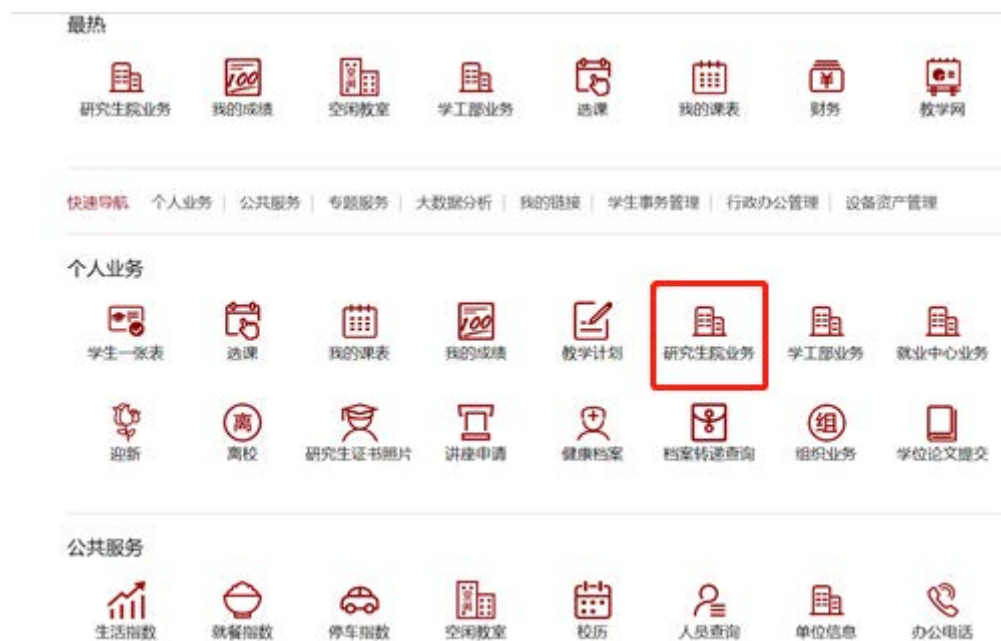 最热
100
研究生院业务 我的成绩 空闲教室 学工部业务 选课 我的课表 财务 教学网
快速导航 个人业务 | 公共服务 | 专题服务 | 大数据分析 | 我的链接 | 学生事务管理 | 行政办公管理 | 设备资产管理
个人业务
100
学生一张表 选课 我的课表 我的成绩 教学计划 研究生院业务 学工部业务 就业中心业务
离 组
迎新 离校 研究生证书照片 讲座申请 健康档案 档案转递查询 组织业务 学位论文提交
公共服务
生活指数 就餐指数 停车指数 空闲教室 校历 人员查询 单位信息 办公电话